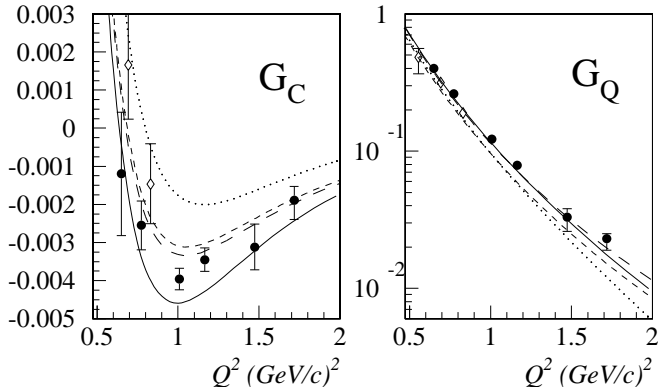 0.003
0.002
0.001
0
-0.001
-0.002
-0.003
-0.004
-0.005
0.5 1 1.5 2
Q² (GeV/c)²
G_C
1
10⁻¹
10⁻²
0.5 1 1.5 2
Q² (GeV/c)²
G_Q